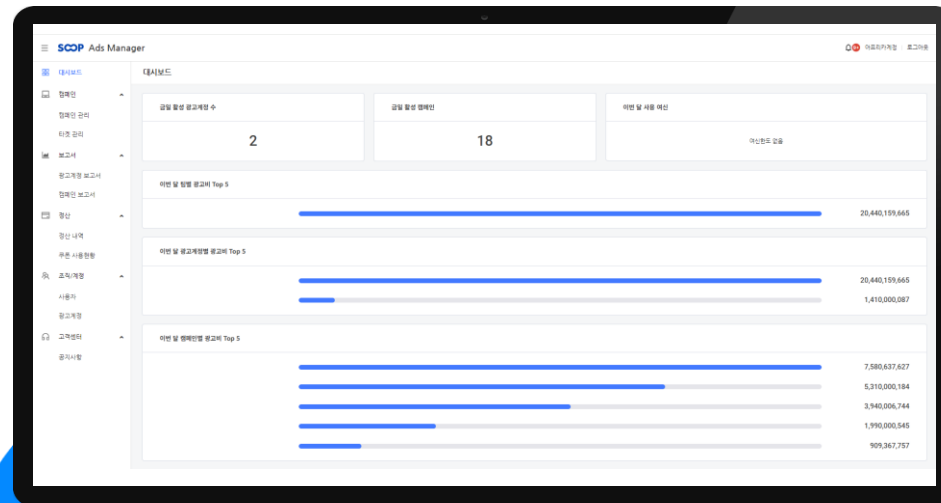 SOOP Ads Manager
9+ 아프리카계정 로그아웃
대시보드
캠페인
캠페인 관리
타겟 관리
보고서
광고계정 보고서
캠페인 보고서
정산
정산 내역
쿠폰 사용현황
조직/계정
사용자
광고계정
고객센터
공지사항
대시보드
금일 활성 광고계정 수
2
금일 활성 캠페인
18
이번 달 사용 여신
여신한도 없음
이번 달 팀별 광고비 Top 5
20,440,159,665
이번 달 광고계정별 광고비 Top 5
20,440,159,665
1,410,000,087
이번 달 캠페인별 광고비 Top 5
7,580,637,627
5,310,000,184
3,940,006,744
1,990,000,545
909,367,757